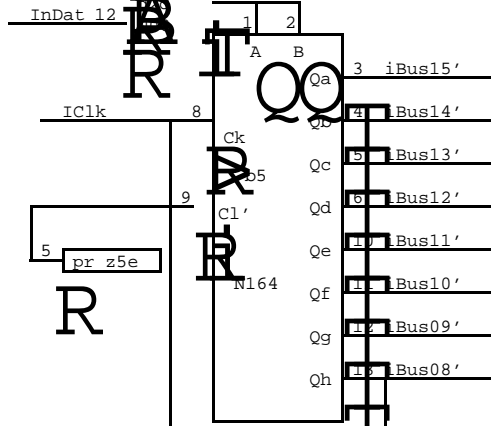 InDat 12
1 2
A B
Qa 3 iBus15'
Qb 4 iBus14'
IClk 8
Ck
Qc 5 iBus13'
b5
9
Qd 6 iBus12'
Cl'
Qe 10 iBus11'
5 pr z5e
R
N164
Qf 11 iBus10'
R
Qg 12 iBus09'
Qh 13 iBus08'